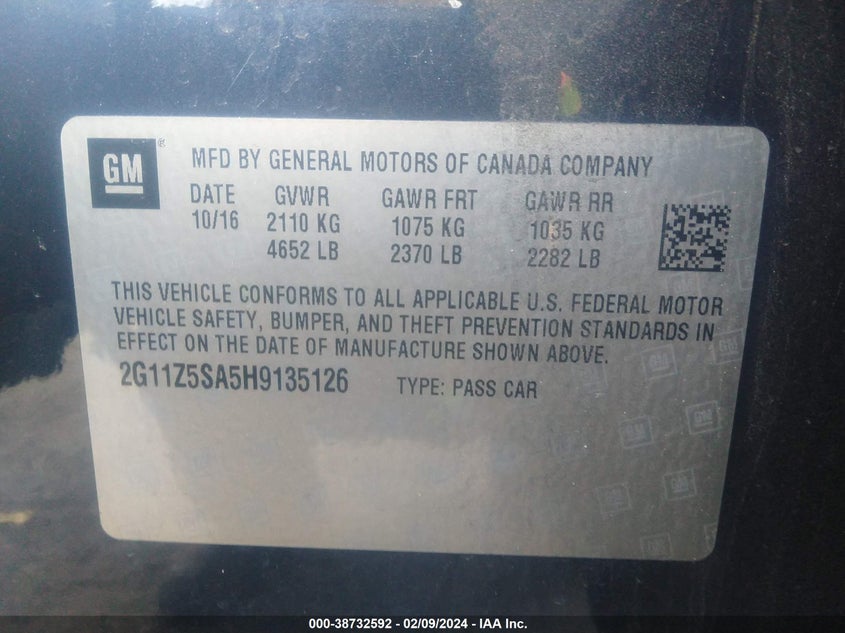 GM ®
MFD BY GENERAL MOTORS OF CANADA COMPANY
DATE GVWR GAWR FRT GAWR RR
10/16 2110 KG 1075 KG 1035 KG
4652 LB 2370 LB 2282 LB
THIS VEHICLE CONFORMS TO ALL APPLICABLE U.S. FEDERAL MOTOR
VEHICLE SAFETY, BUMPER, AND THEFT PREVENTION STANDARDS IN
EFFECT ON THE DATE OF MANUFACTURE SHOWN ABOVE.
2G11Z5SA5H9135126 TYPE: PASS CAR
000-38732592 - 02/09/2024 - IAA Inc.